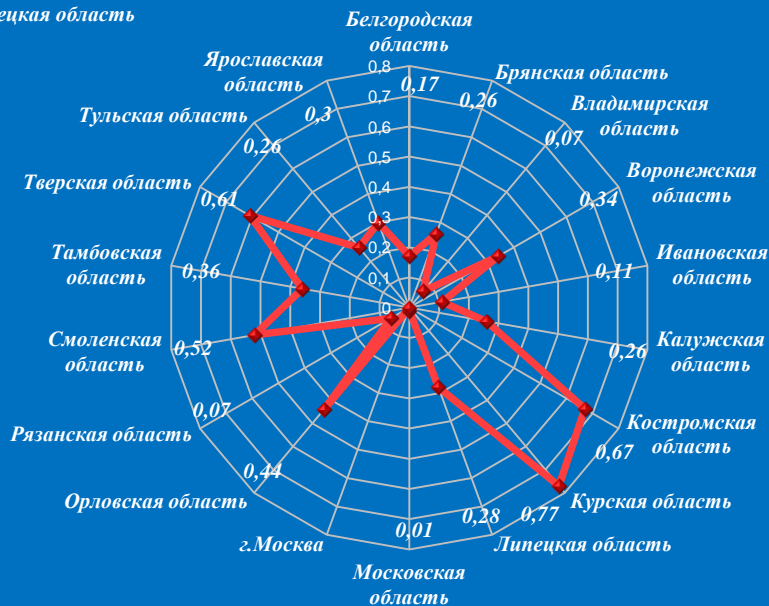 ецкая область
Белгородская
область
0,17
Брянская область
0,26
Владимирская
область
0,07
Воронежская
область
0,34
Ивановская
область
0,11
Калужская
область
0,26
Костромская
область
0,67
Курская область
0,77
Липецкая область
0,28
Московская
область
0,01
г.Москва
Орловская область
0,44
Рязанская область
0,07
Смоленская
область
0,52
Тамбовская
область
0,36
Тверская область
0,61
Тульская область
0,26
Ярославская
область
0,3
0,8
0,7
0,6
0,5
0,4
0,3
0,2
0,1
0